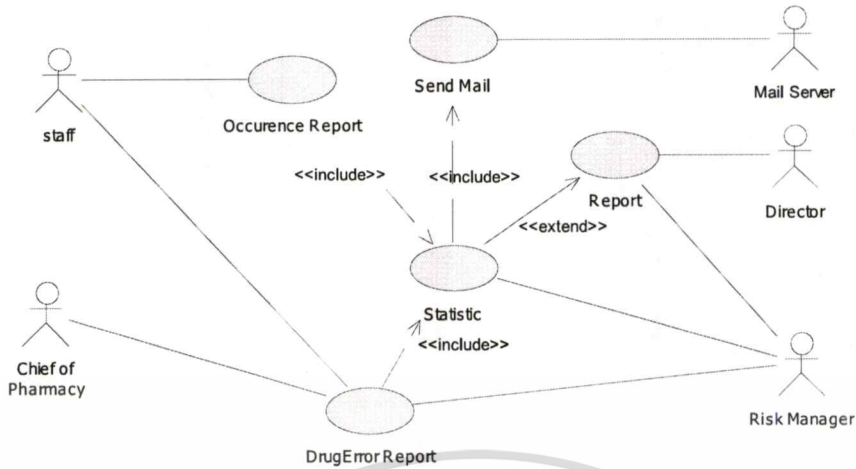 Send Mail
Mail Server
staff
Occurence Report
<<include>>
<<include>>
Report
Director
<<extend>>
Statistic
<<include>>
Chief of
Pharmacy
Risk Manager
DrugError Report